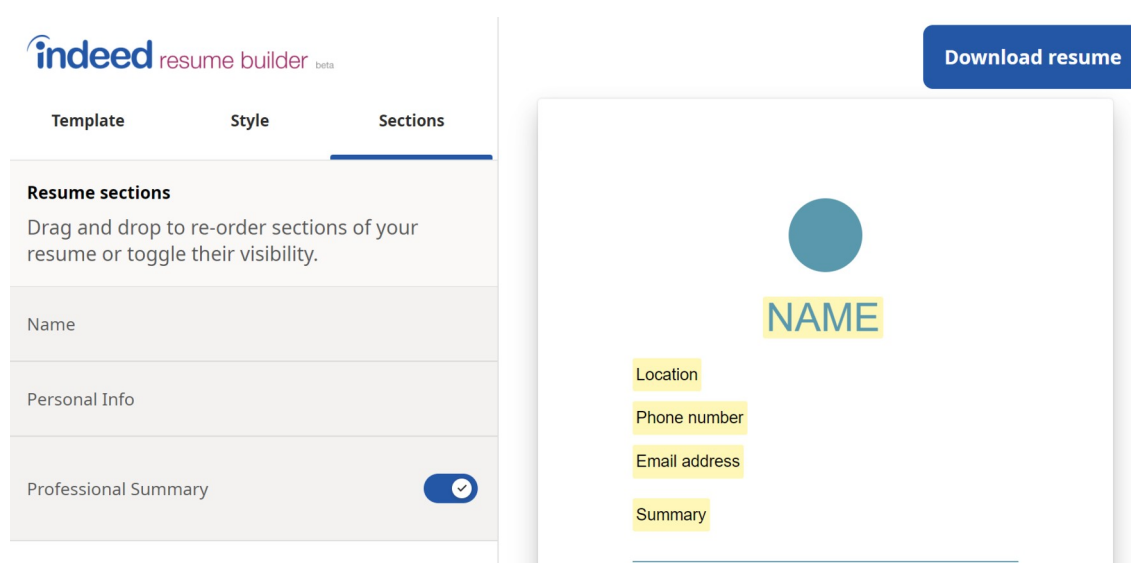 indeed resume builder beta
Download resume
Template Style Sections
Resume sections
Drag and drop to re-order sections of your
resume or toggle their visibility.
Name
Personal Info
Professional Summary
NAME
Location
Phone number
Email address
Summary